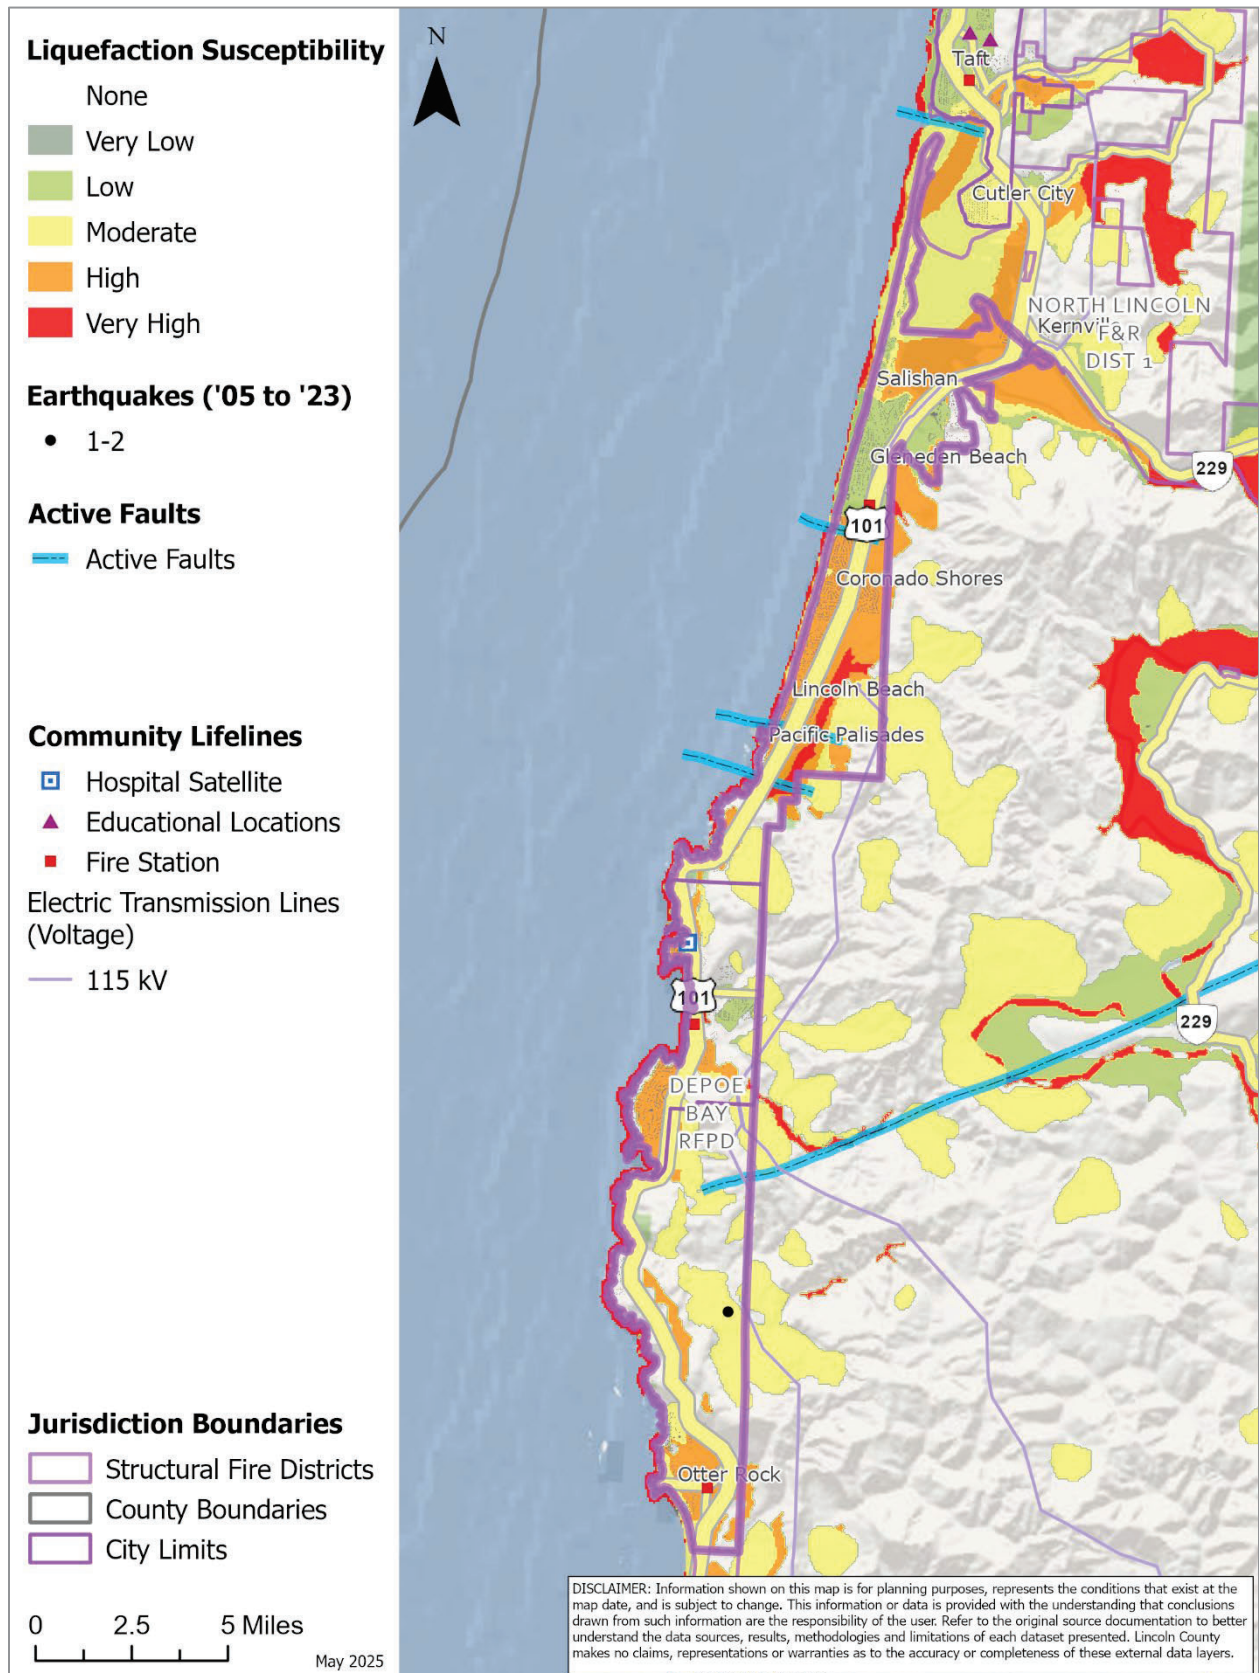 Liquefaction Susceptibility
None
Very Low
Low
Moderate
High
Very High
Earthquakes ('05 to '23)
1-2
Active Faults
Active Faults
Community Lifelines
Hospital Satellite
Educational Locations
Fire Station
Electric Transmission Lines
(Voltage)
115 kV
Jurisdiction Boundaries
Structural Fire Districts
County Boundaries
City Limits
0 2.5 5 Miles
May 2025
N
Taft
Cutler City
NORTH LINCOLN
Kernville
F&R
DIST 1
Salishan
Gleneden Beach
229
101
Coronado Shores
Lincoln Beach
Pacific Palisades
101
229
DEPOE
BAY
RFPD
Otter Rock
DISCLAIMER: Information shown on this map is for planning purposes, represents the conditions that exist at the
map date, and is subject to change. This information or data is provided with the understanding that conclusions
drawn from such information are the responsibility of the user. Refer to the original source documentation to better
understand the data sources, results, methodologies and limitations of each dataset presented. Lincoln County
makes no claims, representations or warranties as to the accuracy or completeness of these external data layers.